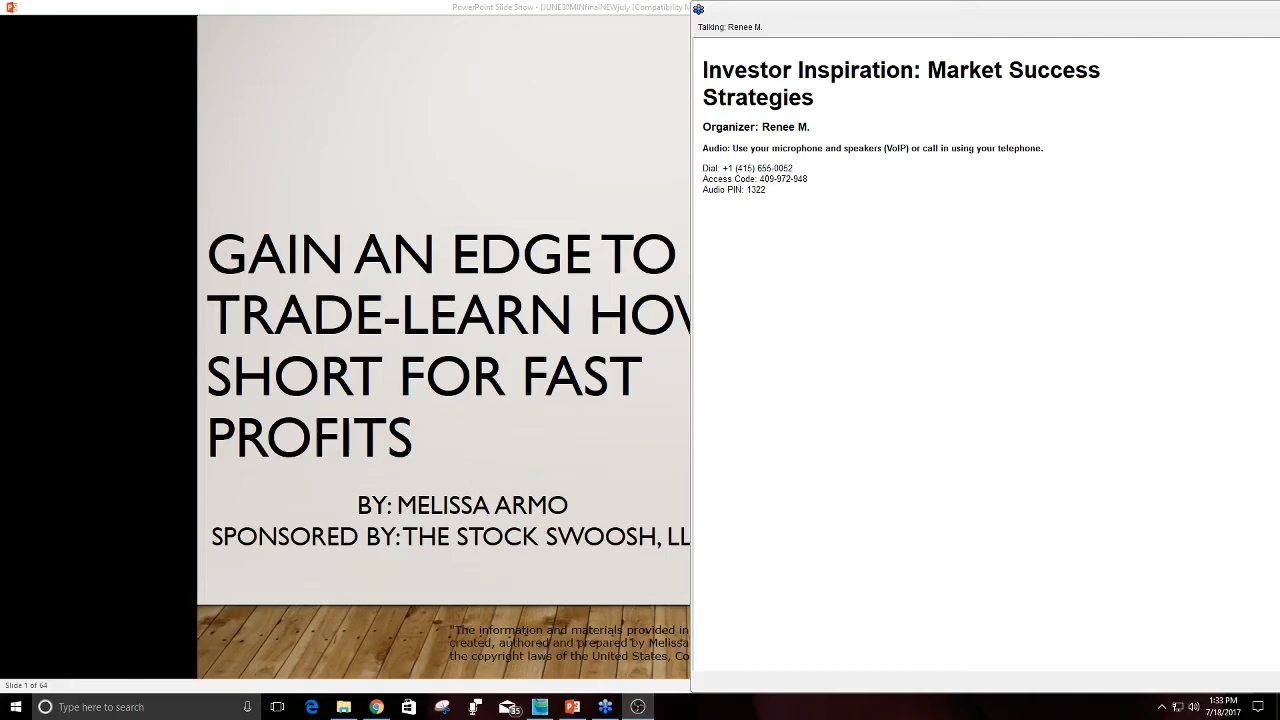 PowerPoint Slide Show - [JUNE30MINfinalNEWjuly [Compatibility M
Talking: Renee M.
Investor Inspiration: Market Success
Strategies
Organizer: Renee M.
Audio: Use your microphone and speakers (VoIP) or call in using your telephone.
Dial: +1 (415) 655-0052
Access Code: 409-972-948
Audio PIN: 1322
GAIN AN EDGE TO
TRADE-LEARN HOW
SHORT FOR FAST
PROFITS
BY: MELISSA ARMO
SPONSORED BY: THE STOCK SWOOSH, LL
"The information and materials provided in
created, authored and prepared by Melissa
the copyright laws of the United States, Co
Slide 1 of 64
Type here to search
35
1:33 PM
7/18/2017